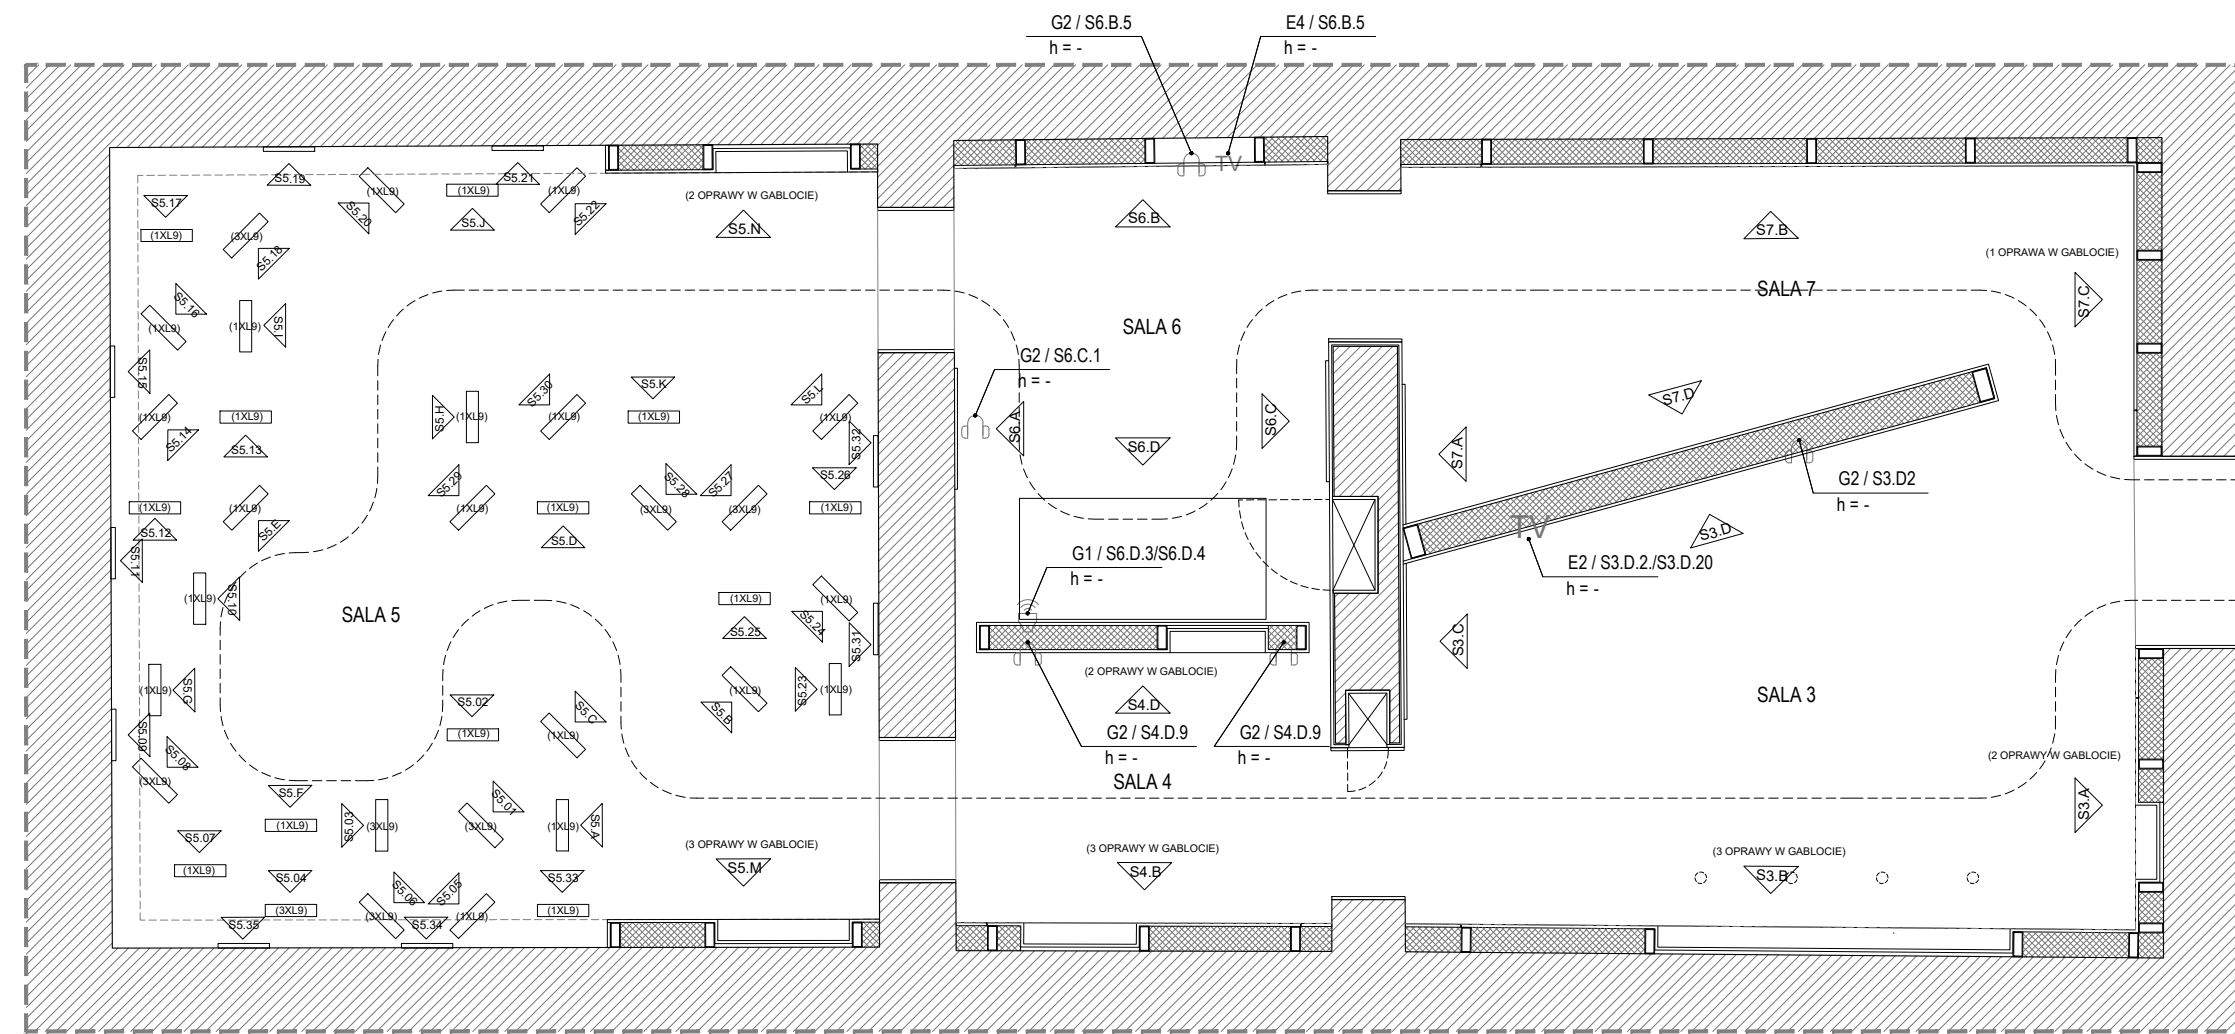 G2 / S6.B.5
h = -
E4 / S6.B.5
h = -
TV
S5.19
S5.21
(1XL9)
(1XL9)
(1XL9)
S5.17
S5.20
S5.J
S5.22
(1XL9)
(3XL9)
S5.18
(2 OPRAWY W GABLOCIE)
S5.N
S6.B
S7.B
(1 OPRAWA W GABLOCIE)
S7.C
SALA 7
S5.16
(1XL9)
(1XL9)
S5.I
SALA 6
S5.15
G2 / S6.C.1
h = -
S6.A
S6.C
S6.D
S7.A
S7.D
(1XL9)
S5.14
(1XL9)
S5.13
S5.H
(1XL9)
S5.30
(1XL9)
S5.K
(1XL9)
S5.L
(1XL9)
S5.32
S5.29
S5.28
S5.27
S5.26
(1XL9)
S5.12
(1XL9)
S5.E
(1XL9)
(1XL9)
S5.D
(3XL9)
(3XL9)
(1XL9)
G2 / S3.D2
h = -
TV
S3.D
E2 / S3.D.2./S3.D.20
h = -
S5.11
G1 / S6.D.3/S6.D.4
h = -
(1XL9)
S5.10
SALA 5
(1XL9)
S5.25
(1XL9)
S5.24
S5.31
S3.C
(1XL9)
S5.G
(1XL9)
S5.B
S5.23
(1XL9)
(2 OPRAWY W GABLOCIE)
S4.D
SALA 3
S5.09
S5.08
(3XL9)
S5.02
(1XL9)
S5.C
(1XL9)
G2 / S4.D.9
h = -
G2 / S4.D.9
h = -
(2 OPRAWY W GABLOCIE)
S3.A
SALA 4
S5.F
(1XL9)
S5.03
(3XL9)
S5.01
(3XL9)
(1XL9)
S5.A
S5.07
(1XL9)
(3 OPRAWY W GABLOCIE)
S5.M
(3 OPRAWY W GABLOCIE)
S4.B
(3 OPRAWY W GABLOCIE)
S3.B
S5.04
(3XL9)
S5.06
(3XL9)
S5.05
(1XL9)
S5.33
(1XL9)
S5.35
S5.34